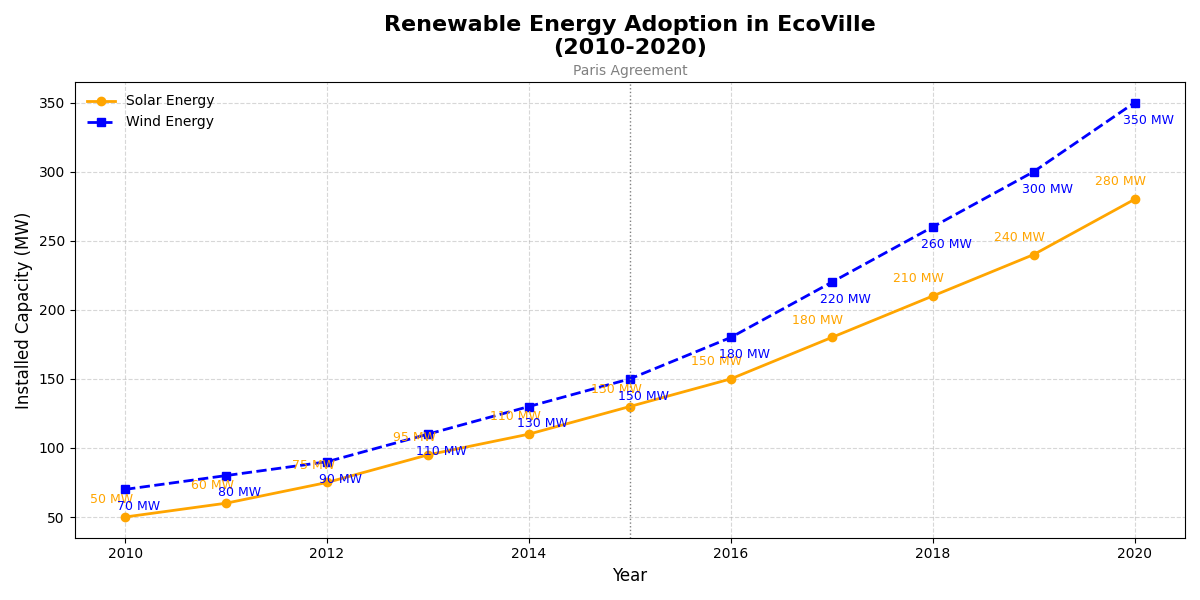 Renewable Energy Adoption in EcoVille
(2010-2020)
Paris Agreement
Solar Energy
Wind Energy
Installed Capacity (MW)
350
300
250
200
150
100
50
50 MW
60 MW
75 MW
95 MW
110 MW
130 MW
150 MW
180 MW
210 MW
240 MW
280 MW
70 MW
80 MW
90 MW
110 MW
130 MW
150 MW
180 MW
220 MW
260 MW
300 MW
350 MW
2010
2012
2014
2016
2018
2020
Year